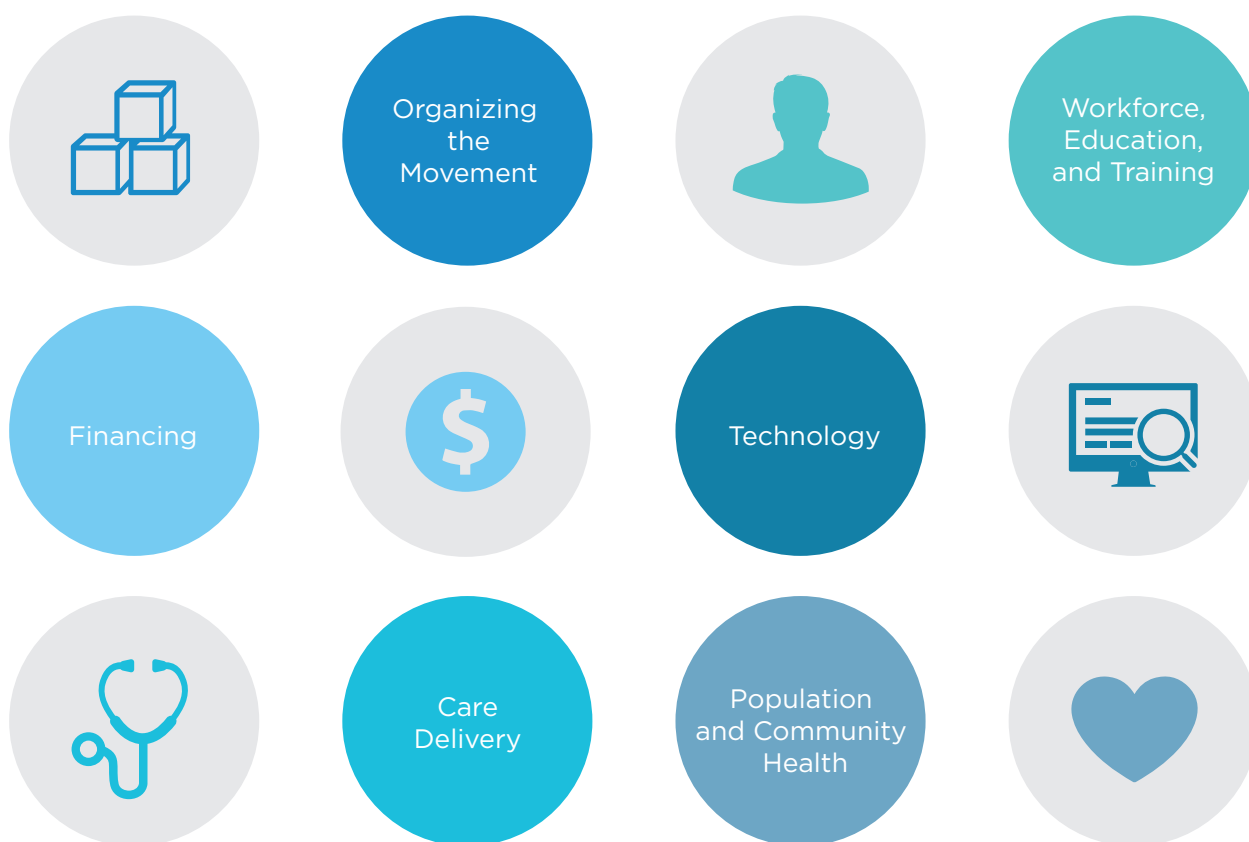 Organizing
the
Movement
Workforce,
Education,
and Training
Financing
$
Technology
Care
Delivery
Population
and Community
Health